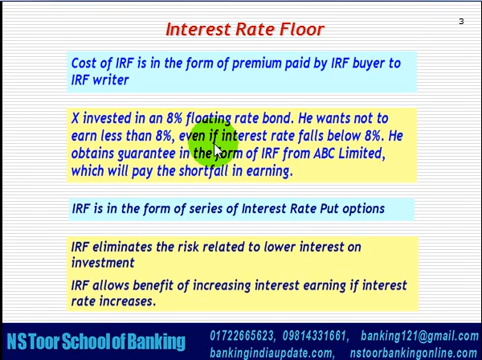 3
Interest Rate Floor
Cost of IRF is in the form of premium paid by IRF buyer to
IRF writer
X invested in an 8% floating rate bond. He wants not to
earn less than 8%, even if interest rate falls below 8%. He
obtains guarantee in the form of IRF from ABC Limited,
which will pay the shortfall in earning.
IRF is in the form of series of Interest Rate Put options
IRF eliminates the risk related to lower interest on
investment
IRF allows benefit of increasing interest earning if interest
rate increases.
NS Toor School of Banking
01722665623, 09814331661, banking121@gmail.com
bankingindiaupdate.com, nstoorbankingonline.com